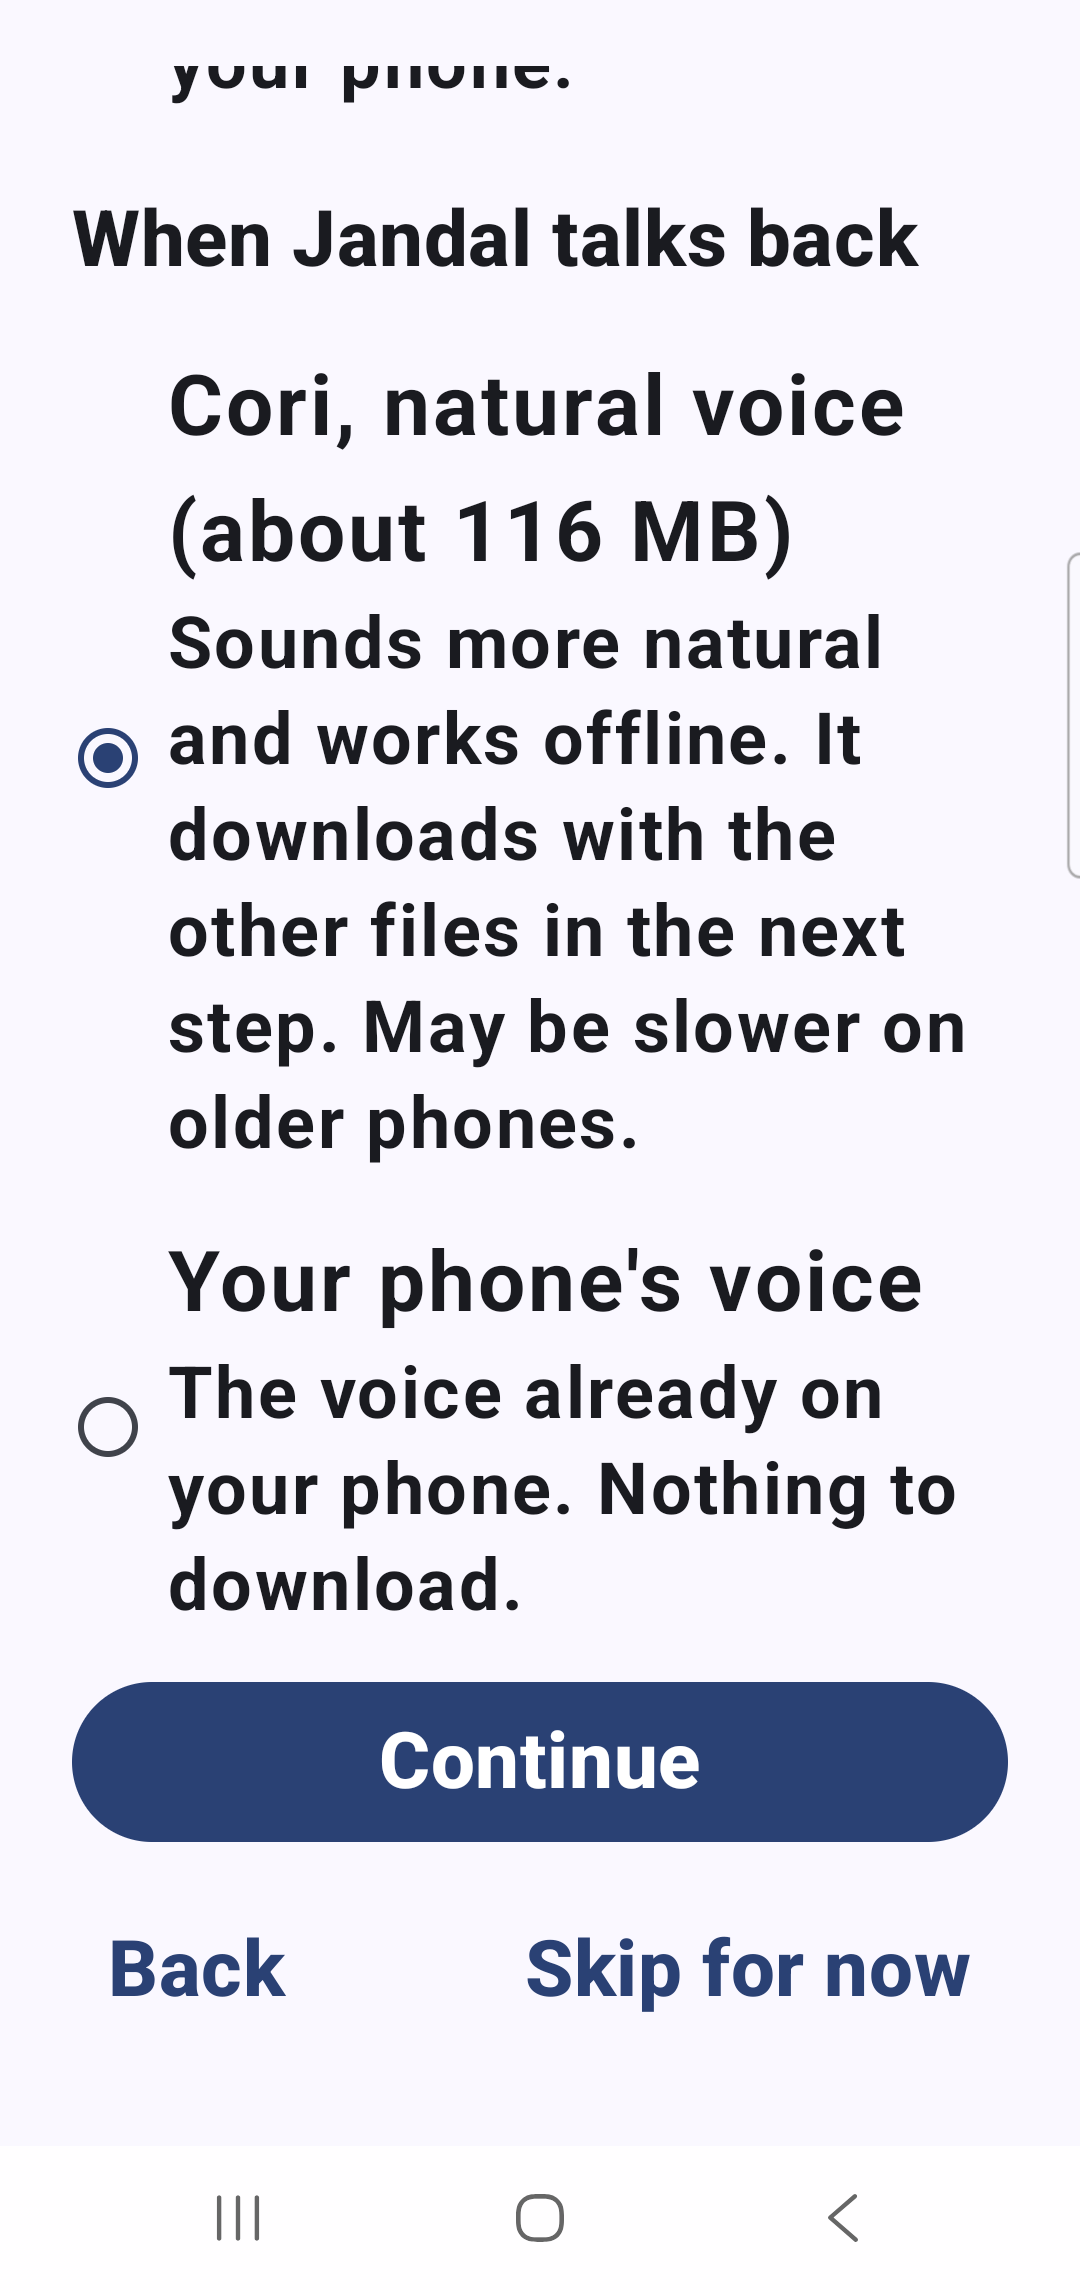 your phone.
When Jandal talks back
Cori, natural voice
(about 116 MB)
Sounds more natural
and works offline. It
downloads with the
other files in the next
step. May be slower on
older phones.
Your phone's voice
The voice already on
your phone. Nothing to
download.
Continue
Back
Skip for now